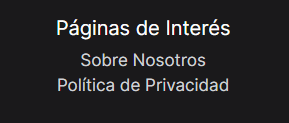 Páginas de Interés
Sobre Nosotros
Política de Privacidad